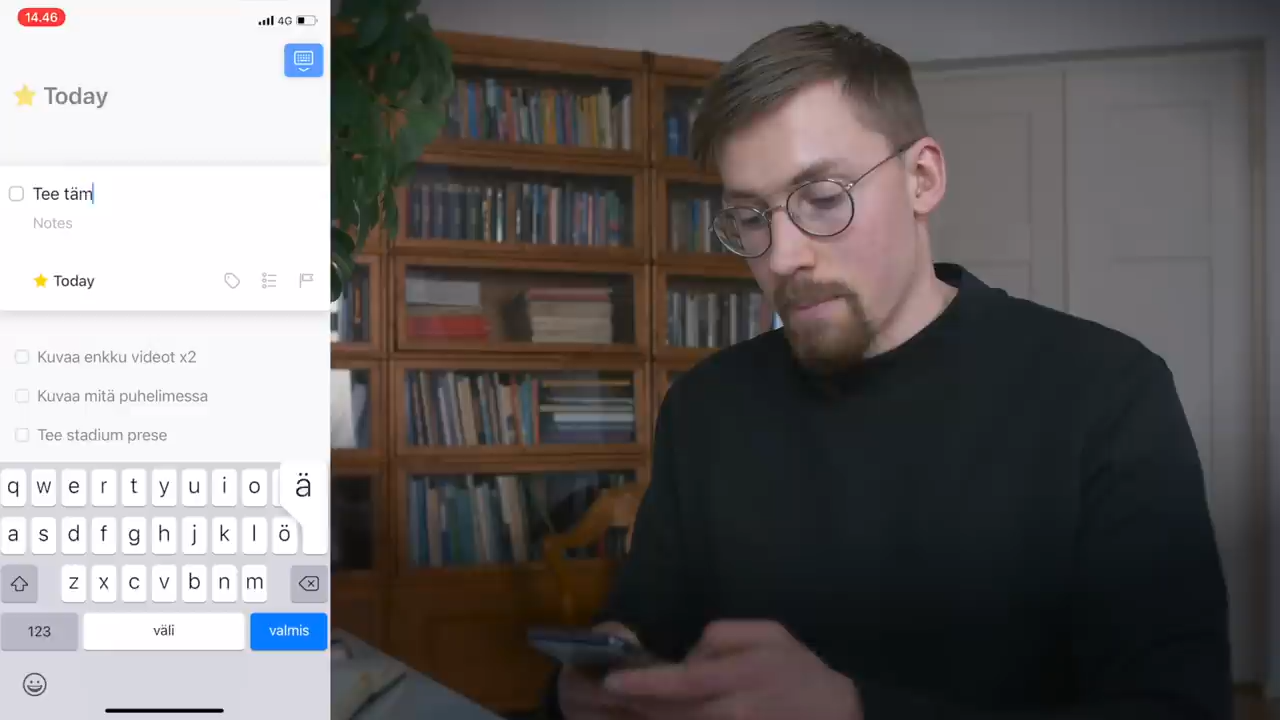 14.46
4G
Today
Tee täm
Notes
Today
Kuvaa enkku videot x2
Kuvaa mitä puhelimessa
Tee stadium prese
q w e r t y u i o ä
a s d f g h j k l ö
z x c v b n m
123 väli valmis